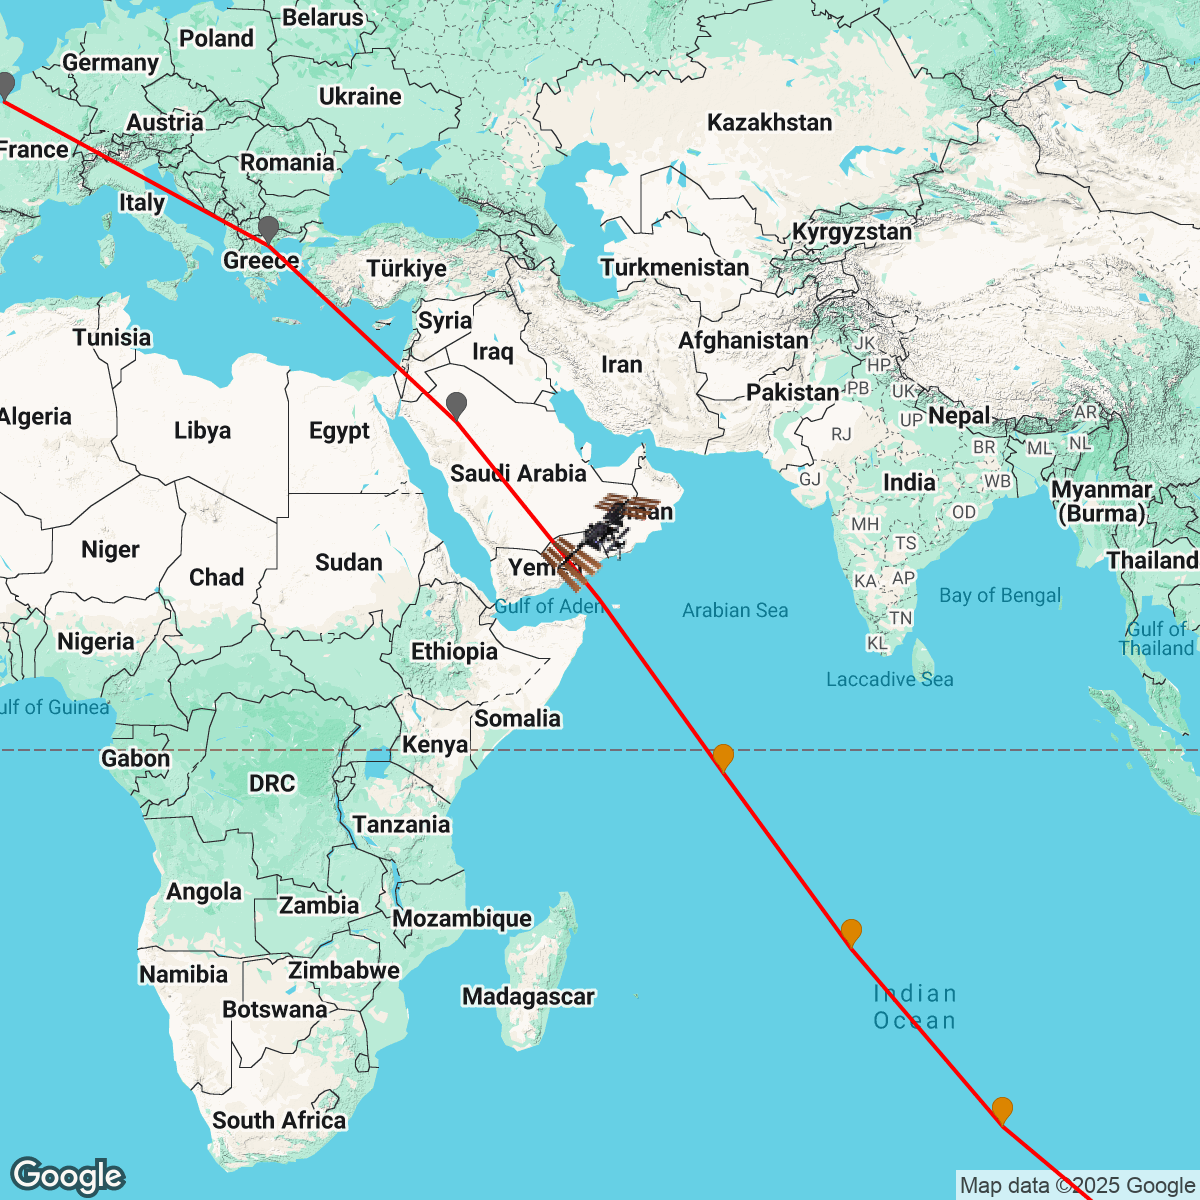 Belarus
Poland
Germany
Ukraine
Austria
Kazakhstan
France
Romania
Italy
Kyrgyzstan
Greece
Türkiye
Turkmenistan
Syria
Tunisia
Afghanistan
JK
Iraq
Iran
HP
PB
UK
Pakistan
Algeria
Nepal
AR
UP
Libya
Egypt
RJ
NL
BR
ML
Saudi Arabia
GJ
India
WB
Myanmar
(Burma)
OD
MH
Niger
TS
Sudan
Thailand
Yemen
Chad
KA
AP
Bay of Bengal
Gulf of Aden
Arabian Sea
TN
Gulf of
Thailand
Nigeria
KL
Ethiopia
Laccadive Sea
ulf of Guinea
Somalia
Kenya
Gabon
DRC
Tanzania
Angola
Zambia
Mozambique
Namibia
Zimbabwe
Madagascar
Indian
Ocean
Botswana
South Africa
Google
Map data ©2025 Google